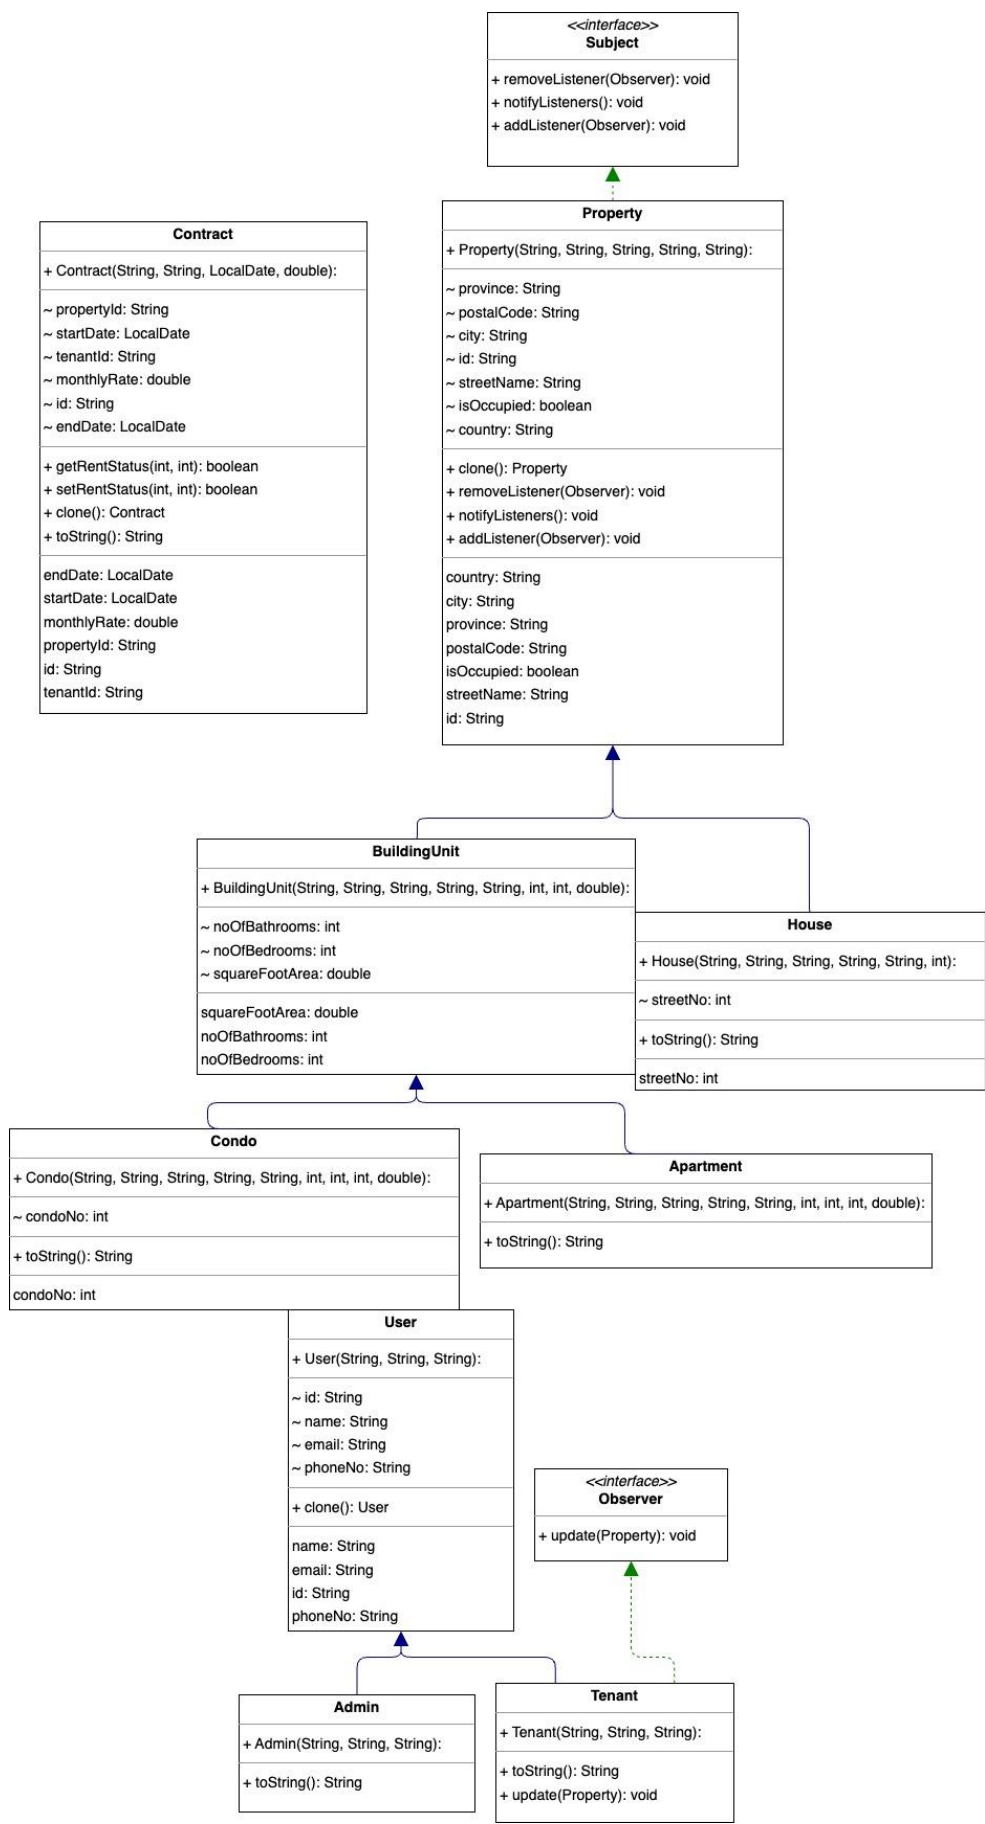 <<interface>>
Subject
+ removeListener(Observer): void
+ notifyListeners(): void
+ addListener(Observer): void
Contract
+ Contract(String, String, LocalDate, double):
~ propertyId: String
~ startDate: LocalDate
~ tenantId: String
~ monthlyRate: double
~ id: String
~ endDate: LocalDate
+ getRentStatus(int, int): boolean
+ setRentStatus(int, int): boolean
+ clone(): Contract
+ toString(): String
endDate: LocalDate
startDate: LocalDate
monthlyRate: double
propertyId: String
id: String
tenantId: String
Property
+ Property(String, String, String, String, String):
~ province: String
~ postalCode: String
~ city: String
~ id: String
~ streetName: String
~ isOccupied: boolean
~ country: String
+ clone(): Property
+ removeListener(Observer): void
+ notifyListeners(): void
+ addListener(Observer): void
country: String
city: String
province: String
postalCode: String
isOccupied: boolean
streetName: String
id: String
BuildingUnit
+ BuildingUnit(String, String, String, String, String, int, int, double):
~ noOfBathrooms: int
~ noOfBedrooms: int
~ squareFootArea: double
squareFootArea: double
noOfBathrooms: int
noOfBedrooms: int
House
+ House(String, String, String, String, String, int):
~ streetNo: int
+ toString(): String
streetNo: int
Condo
+ Condo(String, String, String, String, String, int, int, int, double):
~ condoNo: int
+ toString(): String
condoNo: int
Apartment
+ Apartment(String, String, String, String, String, int, int, int, double):
+ toString(): String
User
+ User(String, String, String):
~ id: String
~ name: String
~ email: String
~ phoneNo: String
+ clone(): User
name: String
email: String
id: String
phoneNo: String
<<interface>>
Observer
+ update(Property): void
Admin
+ Admin(String, String, String):
+ toString(): String
Tenant
+ Tenant(String, String, String):
+ toString(): String
+ update(Property): void